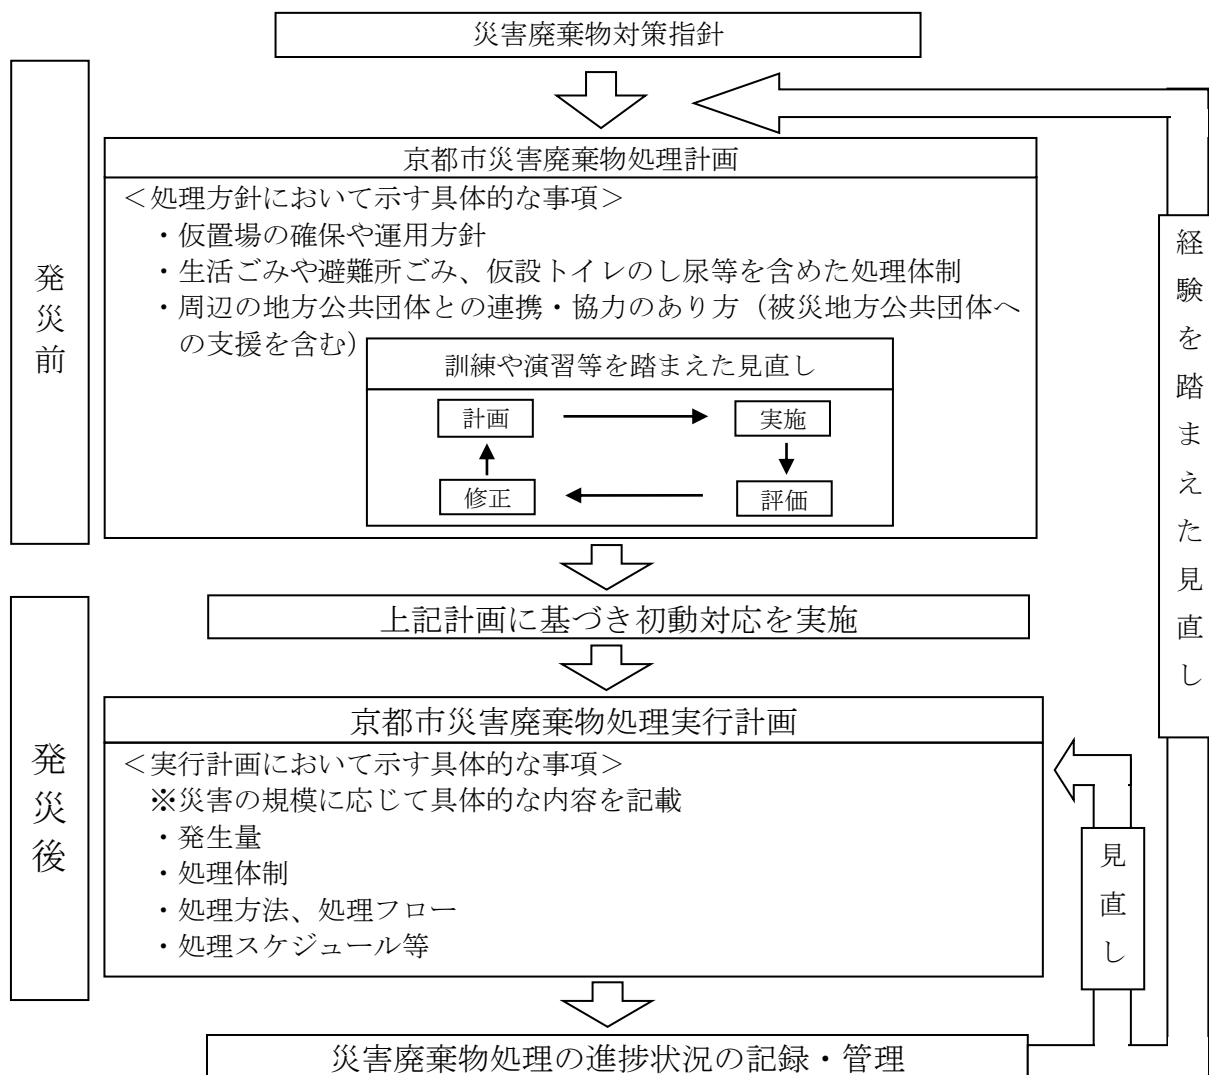 災害廃棄物対策指針
発災前
京都市災害廃棄物処理計画
＜処理方針において示す具体的な事項＞
・仮置場の確保や運用方針
・生活ごみや避難所ごみ、仮設トイレのし尿等を含めた処理体制
・周辺の地方公共団体との連携・協力のあり方（被災地方公共団体へ
の支援を含む）
訓練や演習等を踏まえた見直し
計画
実施
修正
評価
経験を踏まえた見直し
上記計画に基づき初動対応を実施
発災後
京都市災害廃棄物処理実行計画
＜実行計画において示す具体的な事項＞
※災害の規模に応じて具体的な内容を記載
・発生量
・処理体制
・処理方法、処理フロー
・処理スケジュール等
見直し
災害廃棄物処理の進捗状況の記録・管理